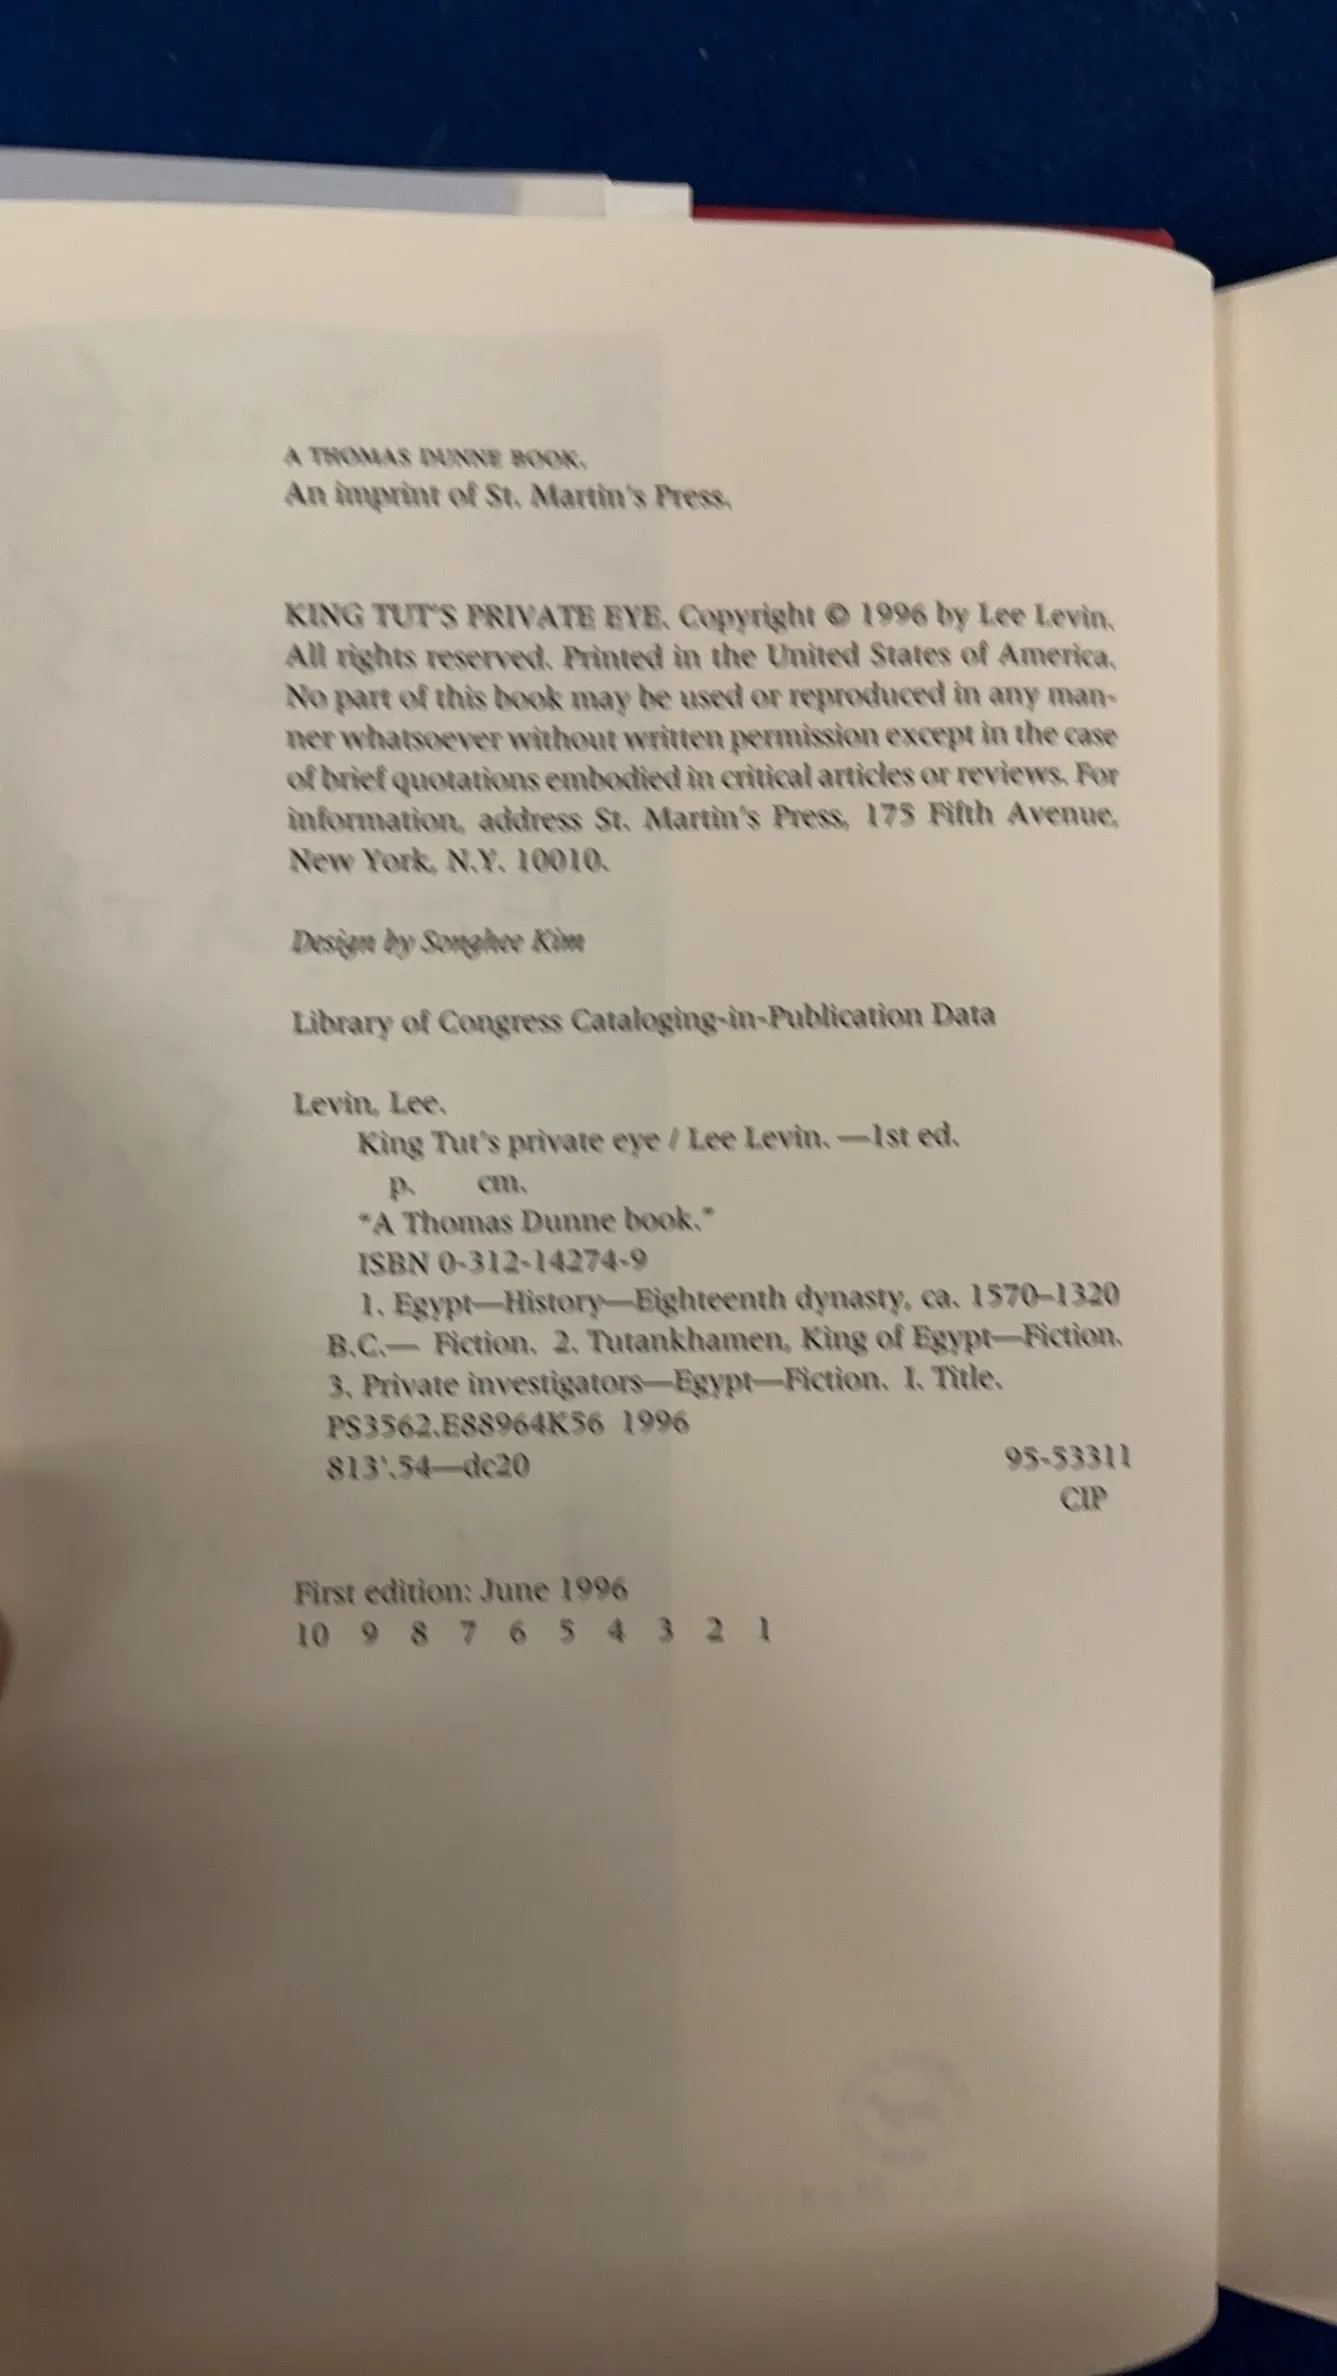 A THOMAS DUNNE BOOK.
An imprint of St. Martin's Press.
KING TUT'S PRIVATE EYE. Copyright © 1996 by Lee Levin.
All rights reserved. Printed in the United States of America.
No part of this book may be used or reproduced in any man-
ner whatsoever without written permission except in the case
of brief quotations embodied in critical articles or reviews. For
information, address St. Martin's Press, 175 Fifth Avenue,
New York, N.Y. 10010.
Design by Songhee Kim
Library of Congress Cataloging-in-Publication Data
Levin, Lee.
King Tut's private eye / Lee Levin. —1st ed.
p. cm.
"A Thomas Dunne book."
ISBN 0-312-14274-9
1. Egypt—History—Eighteenth dynasty, ca. 1570–1320
B.C.— Fiction. 2. Tutankhamen, King of Egypt—Fiction.
3. Private investigators—Egypt—Fiction. I. Title.
PS3562.E88964K56 1996
813'.54—dc20 95-53311
CIP
First edition: June 1996
10 9 8 7 6 5 4 3 2 1